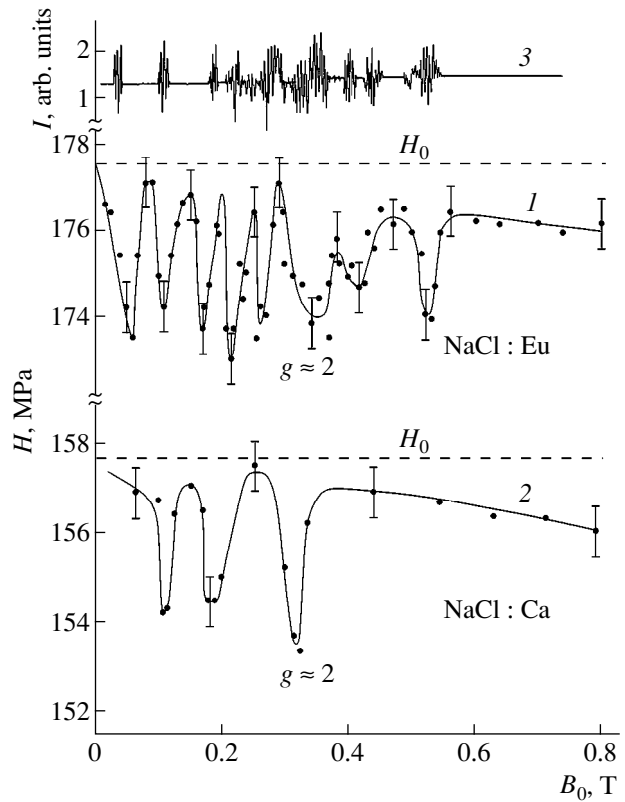 I, arb. units
2
1
3
≈
178
H₀
1
176
174
NaCl : Eu
g ≈ 2
≈
H, MPa
158
H₀
2
156
NaCl : Ca
154
g ≈ 2
152
0 0.2 0.4 0.6 0.8
B₀, T